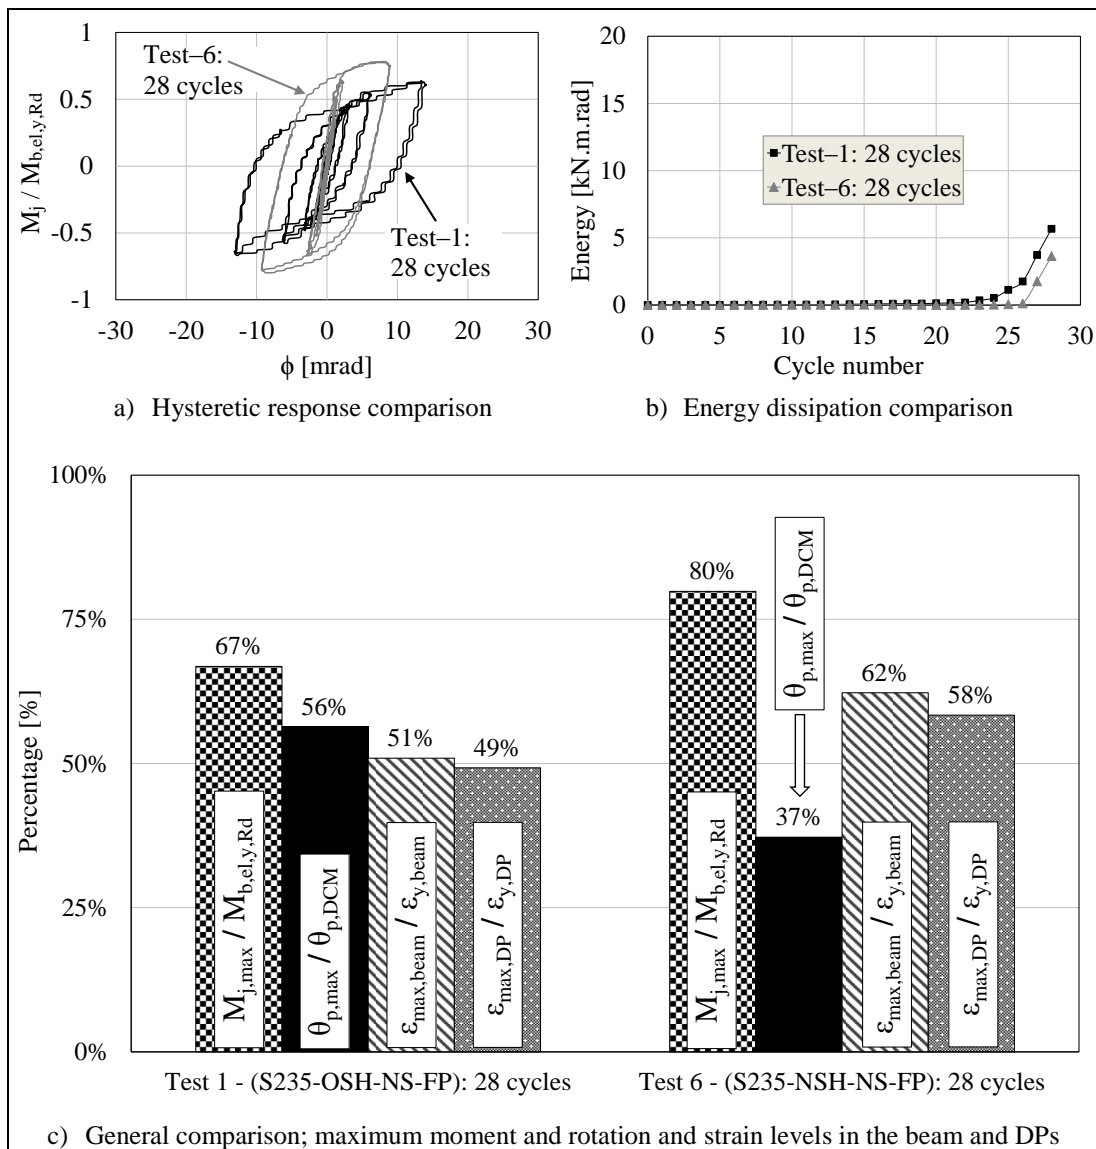 1
0.5
0
-0.5
-1
M_j / M_b,el,y,Rd
Test–6:
28 cycles
Test–1:
28 cycles
-30 -20 -10 0 10 20 30
ϕ [mrad]
a) Hysteretic response comparison
20
15
10
5
0
Energy [kN.m.rad]
Test–1: 28 cycles
Test–6: 28 cycles
0 5 10 15 20 25 30
Cycle number
b) Energy dissipation comparison
100%
75%
50%
25%
0%
Percentage [%]
67%
56%
51%
49%
M_j,max / M_b,el,y,Rd
θ_p,max / θ_p,DCM
ε_max,beam / ε_y,beam
ε_max,DP / ε_y,DP
80%
37%
62%
58%
M_j,max / M_b,el,y,Rd
θ_p,max / θ_p,DCM
ε_max,beam / ε_y,beam
ε_max,DP / ε_y,DP
Test 1 - (S235-OSH-NS-FP): 28 cycles
Test 6 - (S235-NSH-NS-FP): 28 cycles
c) General comparison; maximum moment and rotation and strain levels in the beam and DPs